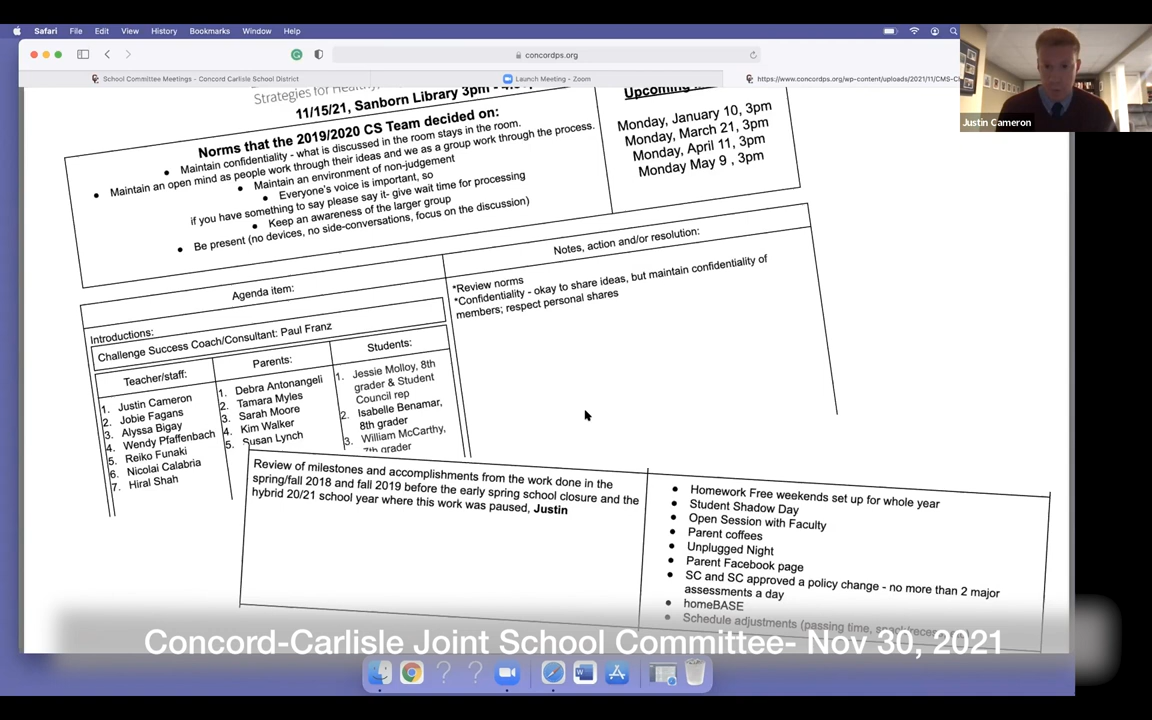 Safari File Edit View History Bookmarks Window Help
concordps.org
School Committee Meetings - Concord Carlisle School District
Launch Meeting - Zoom
https://www.concordps.org/wp-content/uploads/2021/11/CMS-C
Justin Cameron
Strategies for Healthy,
11/15/21, Sanborn Library 3pm -
Norms that the 2019/2020 CS Team decided on:
• Maintain confidentiality - what is discussed in the room stays in the room.
• Maintain an open mind as people work through their ideas and we as a group work through the process.
• Maintain an environment of non-judgement
• Everyone's voice is important, so
if you have something to say please say it- give wait time for processing
• Keep an awareness of the larger group
• Be present (no devices, no side-conversations, focus on the discussion)
Upcoming
Monday, January 10, 3pm
Monday, March 21, 3pm
Monday, April 11, 3pm
Monday May 9 , 3pm
Agenda item:
Notes, action and/or resolution:
Introductions:
Challenge Success Coach/Consultant: Paul Franz
Teacher/staff:
1. Justin Cameron
2. Jobie Fagans
3. Alyssa Bigay
4. Wendy Pfaffenbach
5. Reiko Funaki
6. Nicolai Calabria
7. Hiral Shah
Parents:
1. Debra Antonangeli
2. Tamara Myles
3. Sarah Moore
4. Kim Walker
5. Susan Lynch
Students:
1. Jessie Molloy, 8th
grader & Student
Council rep
2. Isabelle Benamar,
8th grader
3. William McCarthy,
7th grader
*Review norms
*Confidentiality - okay to share ideas, but maintain confidentiality of
members; respect personal shares
Review of milestones and accomplishments from the work done in the
spring/fall 2018 and fall 2019 before the early spring school closure and the
hybrid 20/21 school year where this work was paused, Justin
• Homework Free weekends set up for whole year
• Student Shadow Day
• Open Session with Faculty
• Parent coffees
• Unplugged Night
• Parent Facebook page
• SC and SC approved a policy change - no more than 2 major
assessments a day
• homeBASE
• Schedule adjustments (passing time,
Concord-Carlisle Joint School Committee- Nov 30, 2021